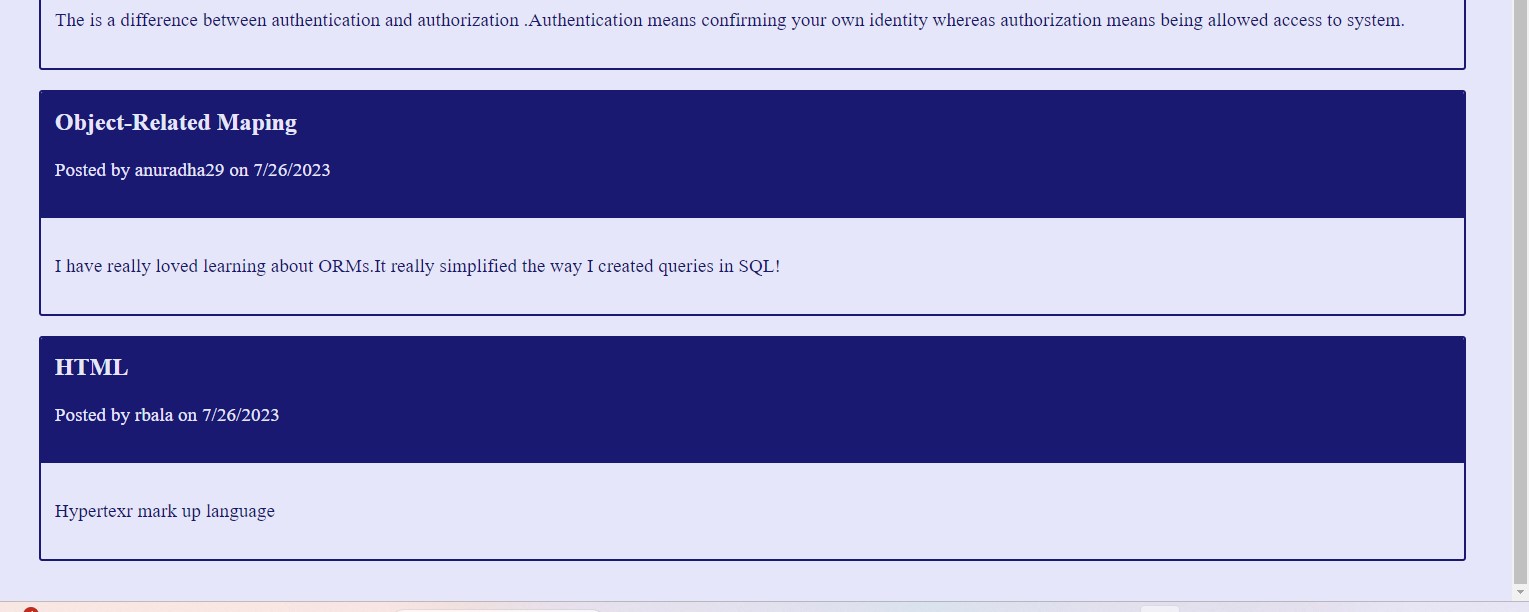 The is a difference between authentication and authorization .Authentication means confirming your own identity whereas authorization means being allowed access to system.
Object-Related Maping
Posted by anuradha29 on 7/26/2023
I have really loved learning about ORMs.It really simplified the way I created queries in SQL!
HTML
Posted by rbala on 7/26/2023
Hypertexr mark up language